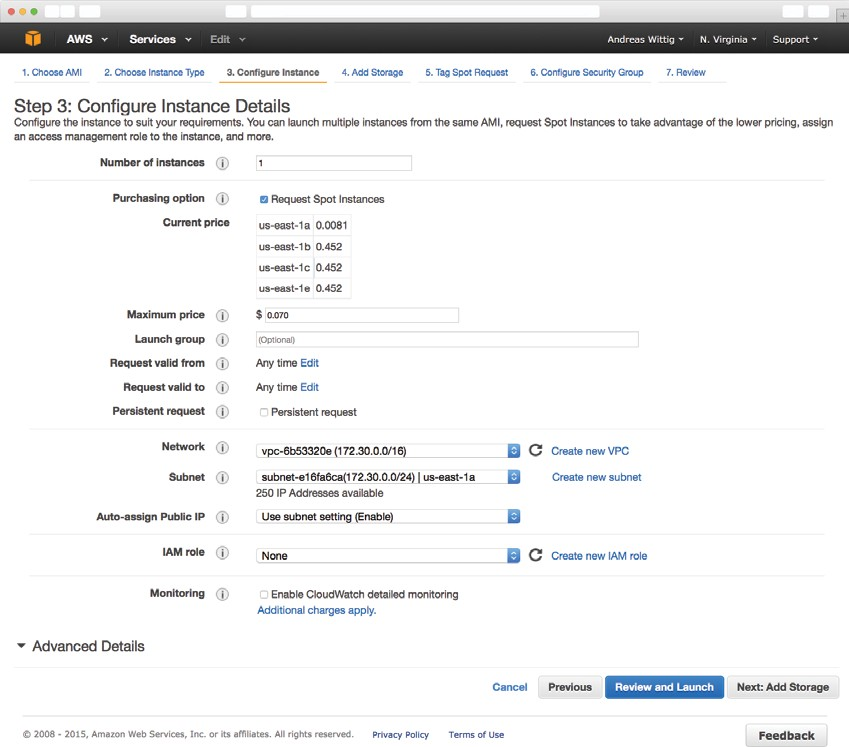 AWS Services Edit Andreas Wittig N. Virginia Support
1. Choose AMI 2. Choose Instance Type 3. Configure Instance 4. Add Storage 5. Tag Spot Request 6. Configure Security Group 7. Review
Step 3: Configure Instance Details
Configure the instance to suit your requirements. You can launch multiple instances from the same AMI, request Spot Instances to take advantage of the lower pricing, assign
an access management role to the instance, and more.
Number of instances i 1
Purchasing option i Request Spot Instances
Current price
us-east-1a 0.0081
us-east-1b 0.452
us-east-1c 0.452
us-east-1e 0.452
Maximum price i $ 0.070
Launch group i (Optional)
Request valid from i Any time Edit
Request valid to i Any time Edit
Persistent request i Persistent request
Network i vpc-6b53320e (172.30.0.0/16) Create new VPC
Subnet i subnet-e16fa6ca(172.30.0.0/24) | us-east-1a Create new subnet
250 IP Addresses available
Auto-assign Public IP i Use subnet setting (Enable)
IAM role i None Create new IAM role
Monitoring i Enable CloudWatch detailed monitoring
Additional charges apply.
Advanced Details
Cancel Previous Review and Launch Next: Add Storage
© 2008 - 2015, Amazon Web Services, Inc. or its affiliates. All rights reserved. Privacy Policy Terms of Use Feedback